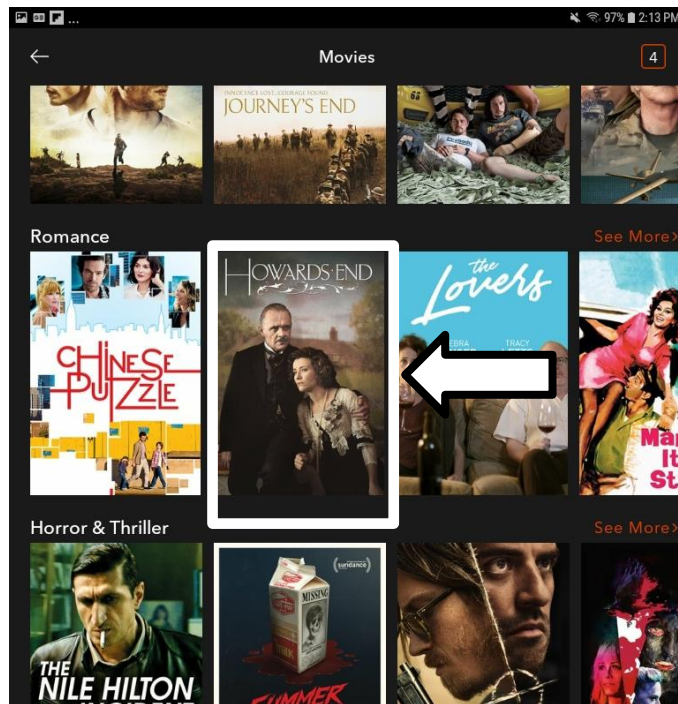 ...
97% 2:13 PM
Movies
4
INNOCENCE LOST. COURAGE FOUND
JOURNEY'S END
Romance
See More>
CHINESE
PUZZLE
HOWARDS END
the
Lovers
TRACY
Horror & Thriller
See More>
THE
NILE HILTON
(sundance)
MISSING
MILK
SUMMER